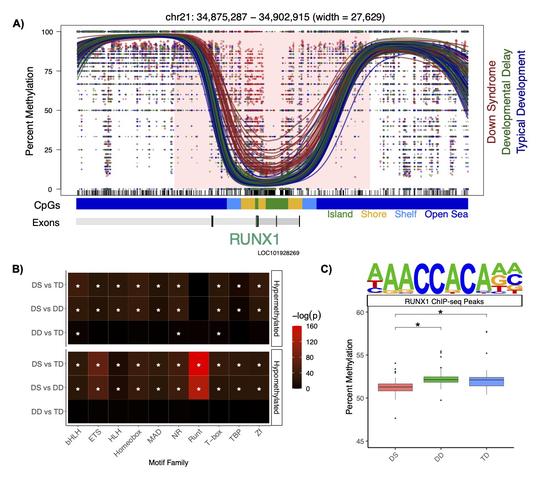 chr21: 34,875,287 − 34,902,915 (width = 27,629)
A)
100
75
50
25
0
Percent Methylation
Down Syndrome
Developmental Delay
Typical Development
CpGs
Exons
Island Shore Shelf Open Sea
RUNX1
LOC101928269
B)
DS vs TD
DS vs DD
DD vs TD
Hypermethylated
DS vs TD
DS vs DD
DD vs TD
Hypomethylated
−log(p)
160
120
80
40
0
bHLH
ETS
HLH
Homeobox
MAD
NR
Runt
T−box
TBP
Zf
Motif Family
C)
AAACCACA
RUNX1 ChIP-seq Peaks
60
55
50
45
Percent Methylation
*
*
DS
DD
TD